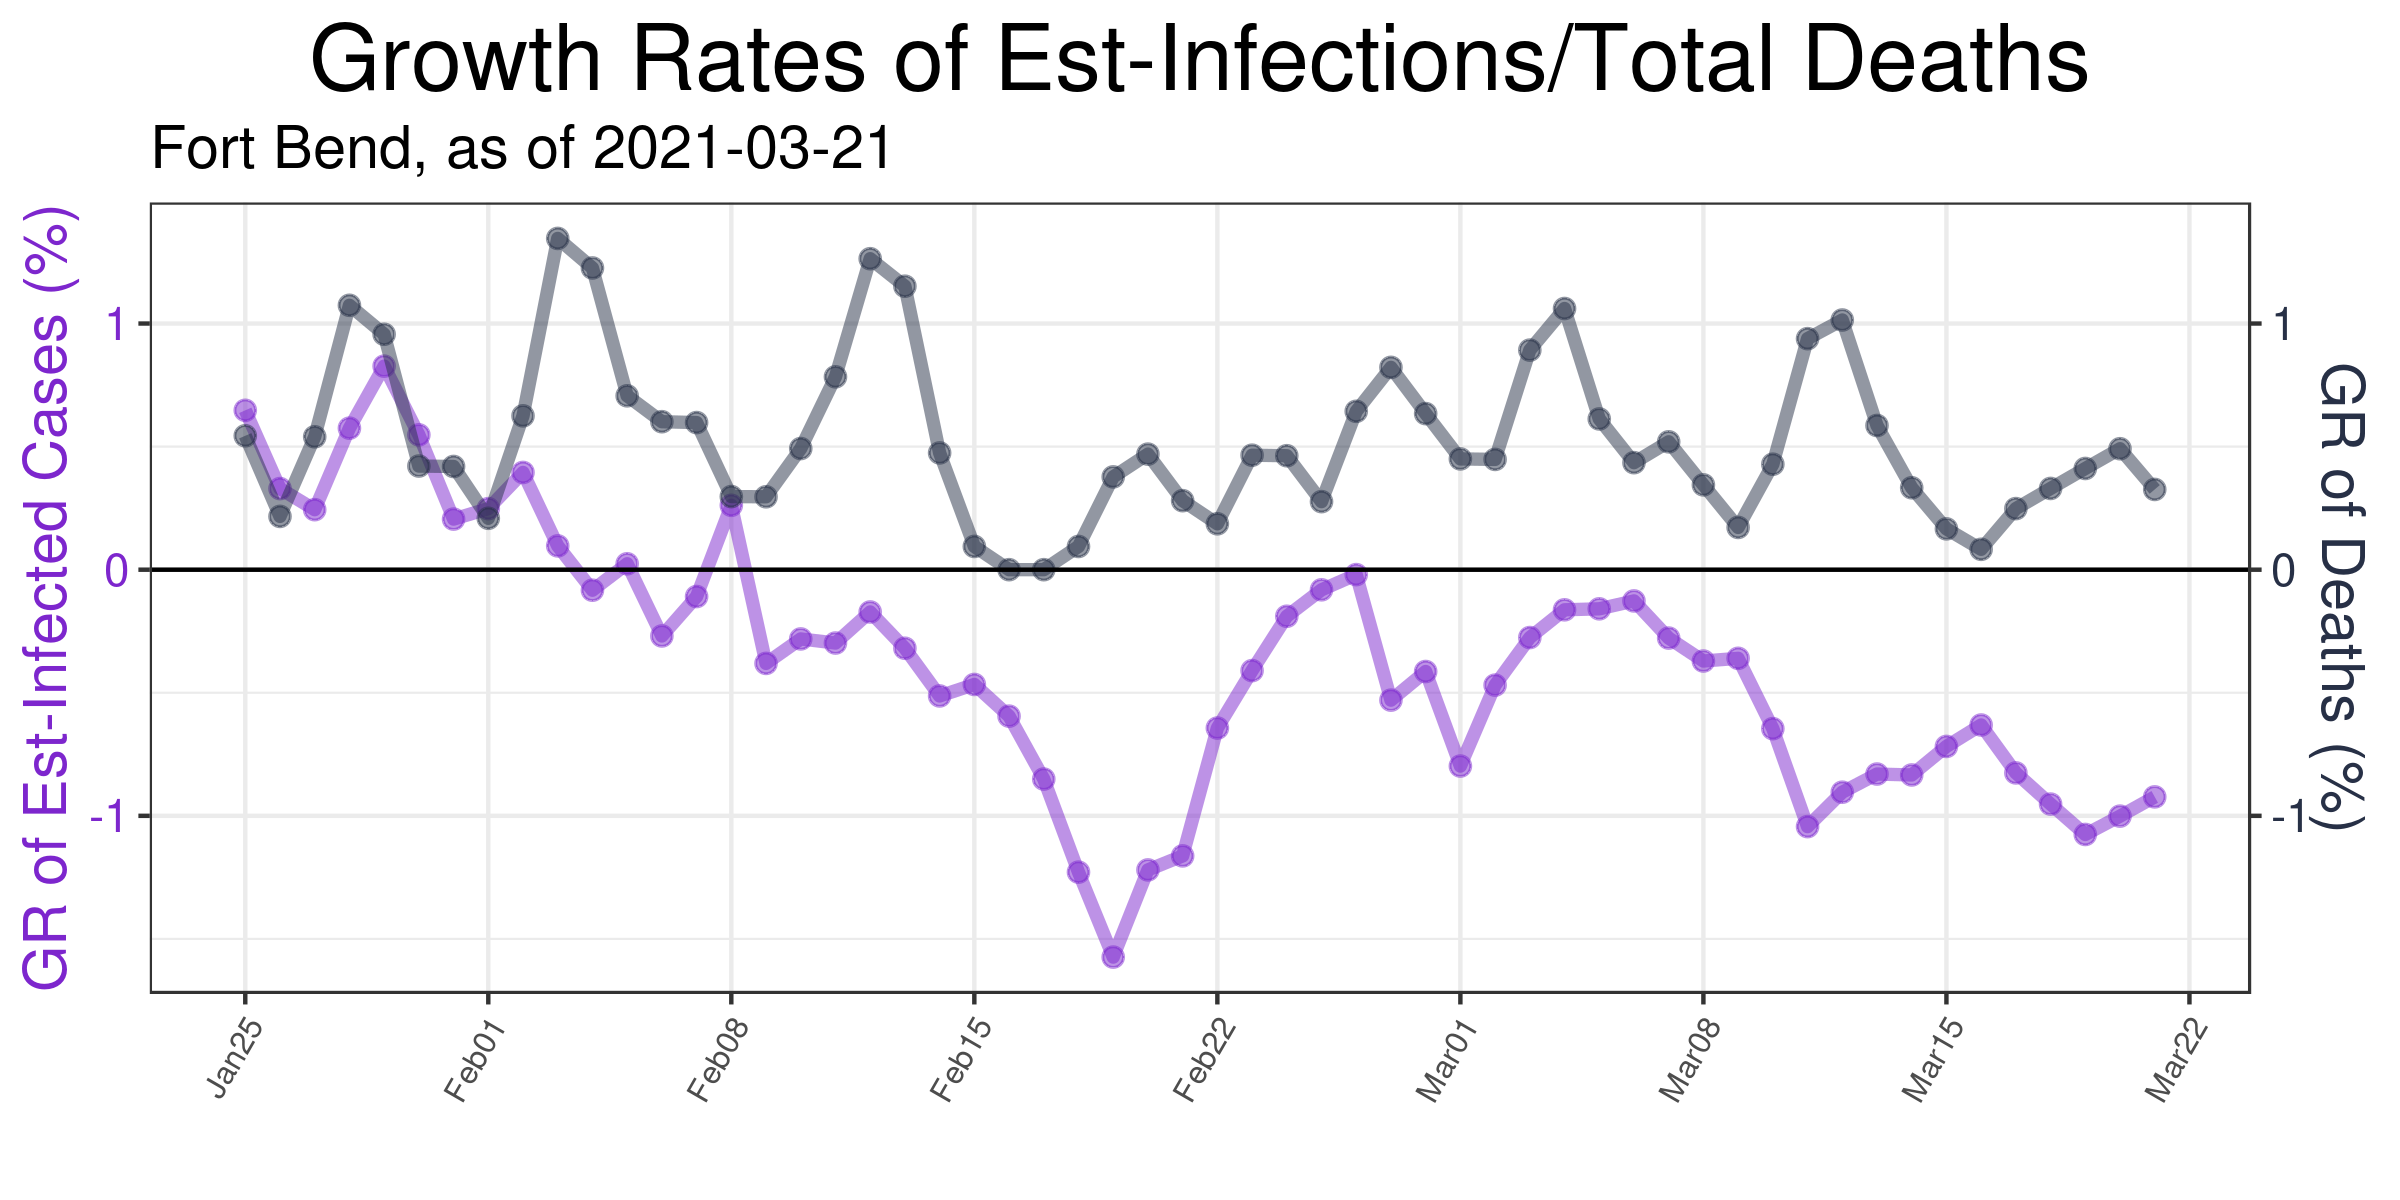 Growth Rates of Est-Infections/Total Deaths
Fort Bend, as of 2021-03-21
GR of Est-Infected Cases (%)
1
0
-1
1
0
-1
GR of Deaths (%)
Jan25
Feb01
Feb08
Feb15
Feb22
Mar01
Mar08
Mar15
Mar22